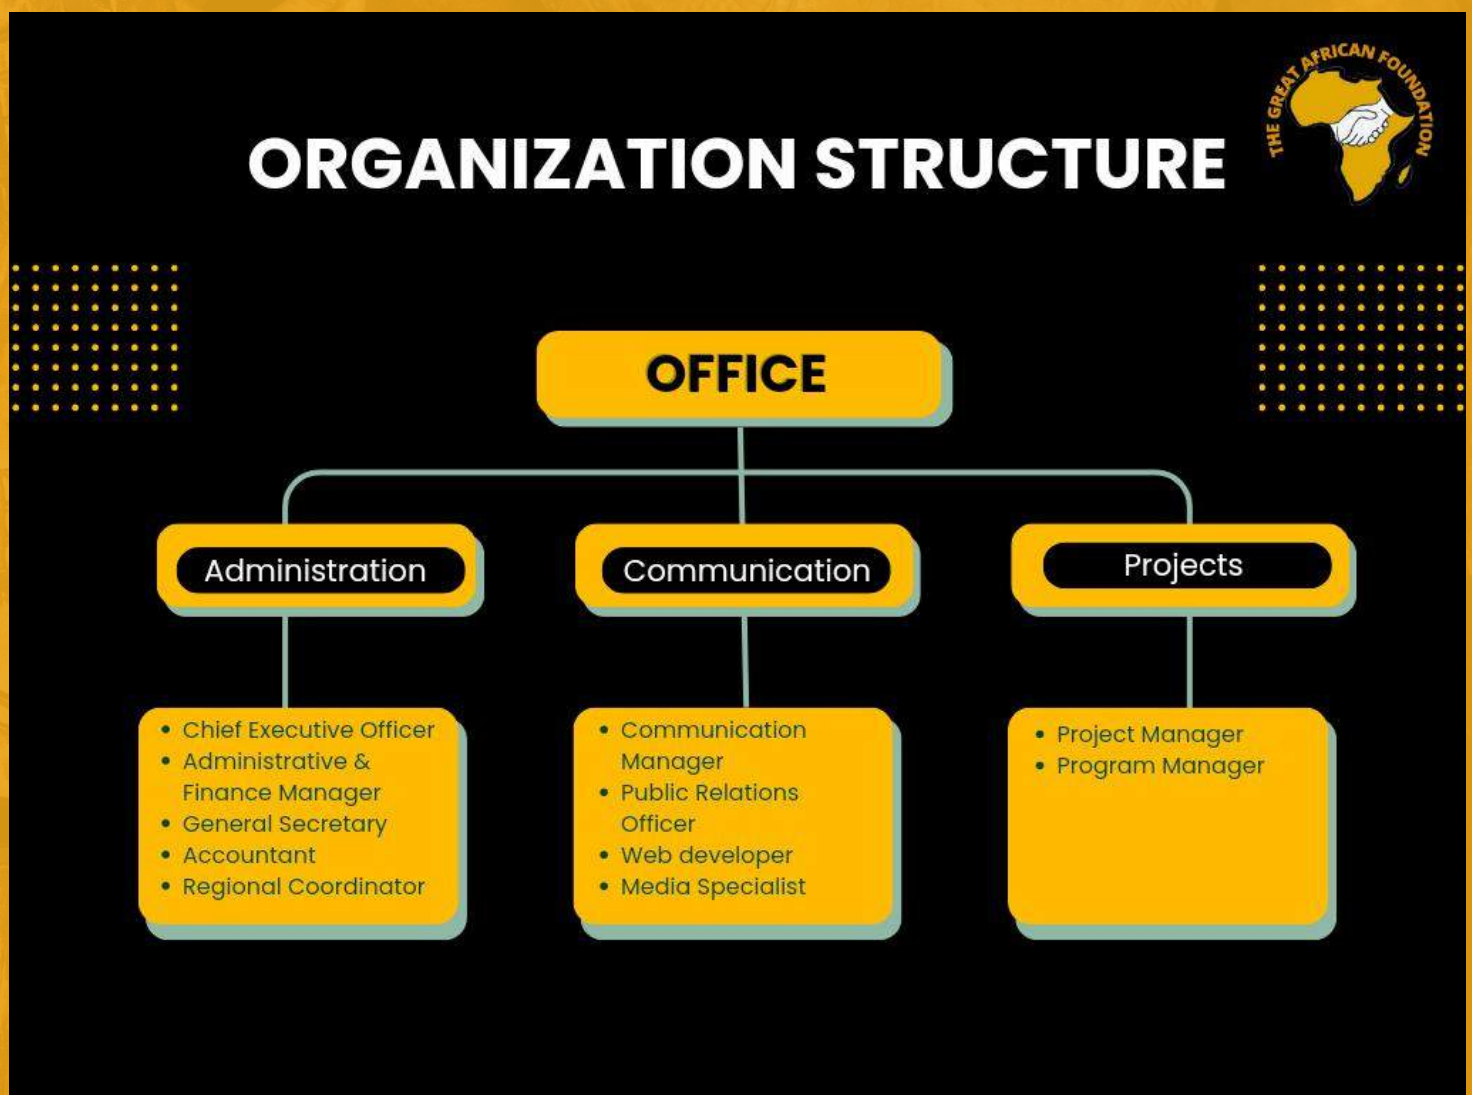 THE GREAT AFRICAN FOUNDATION
ORGANIZATION STRUCTURE
OFFICE
Administration
Communication
Projects
Chief Executive Officer
Administrative &
Finance Manager
General Secretary
Accountant
Regional Coordinator
Communication
Manager
Public Relations
Officer
Web developer
Media Specialist
Project Manager
Program Manager